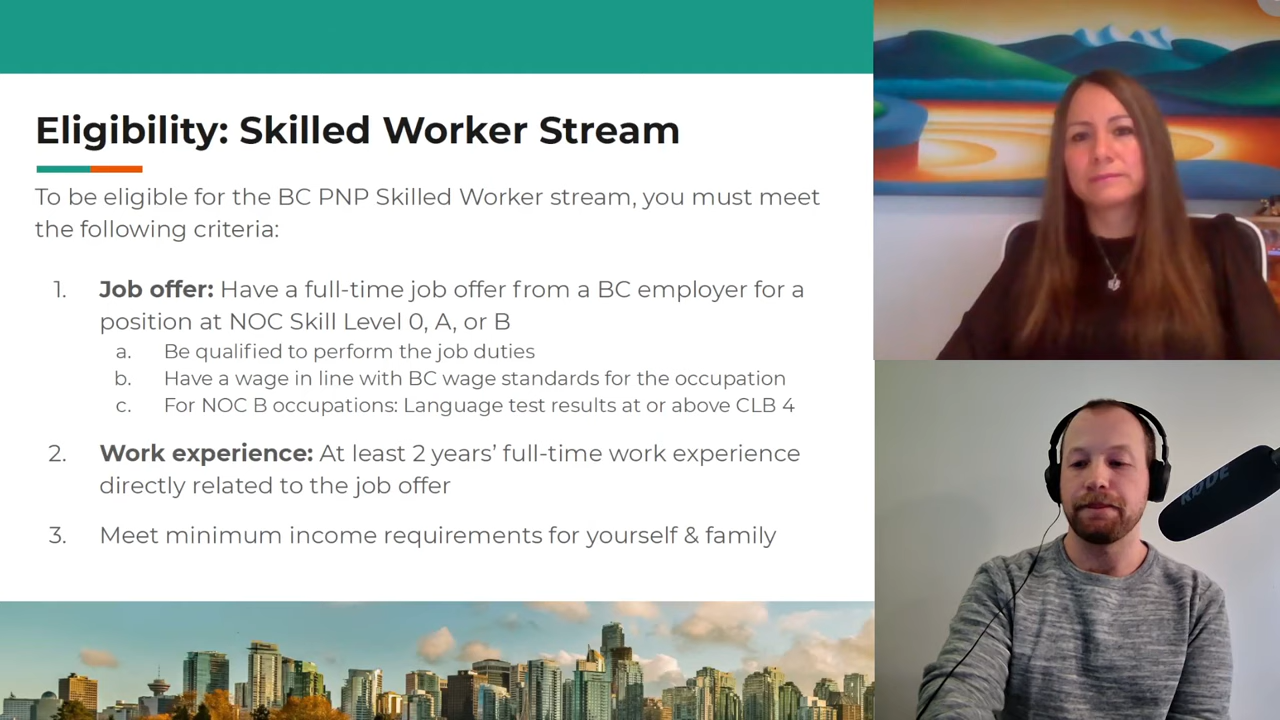 Eligibility: Skilled Worker Stream
To be eligible for the BC PNP Skilled Worker stream, you must meet
the following criteria:
1. Job offer: Have a full-time job offer from a BC employer for a
position at NOC Skill Level 0, A, or B
a. Be qualified to perform the job duties
b. Have a wage in line with BC wage standards for the occupation
c. For NOC B occupations: Language test results at or above CLB 4
2. Work experience: At least 2 years’ full-time work experience
directly related to the job offer
3. Meet minimum income requirements for yourself & family
RODE